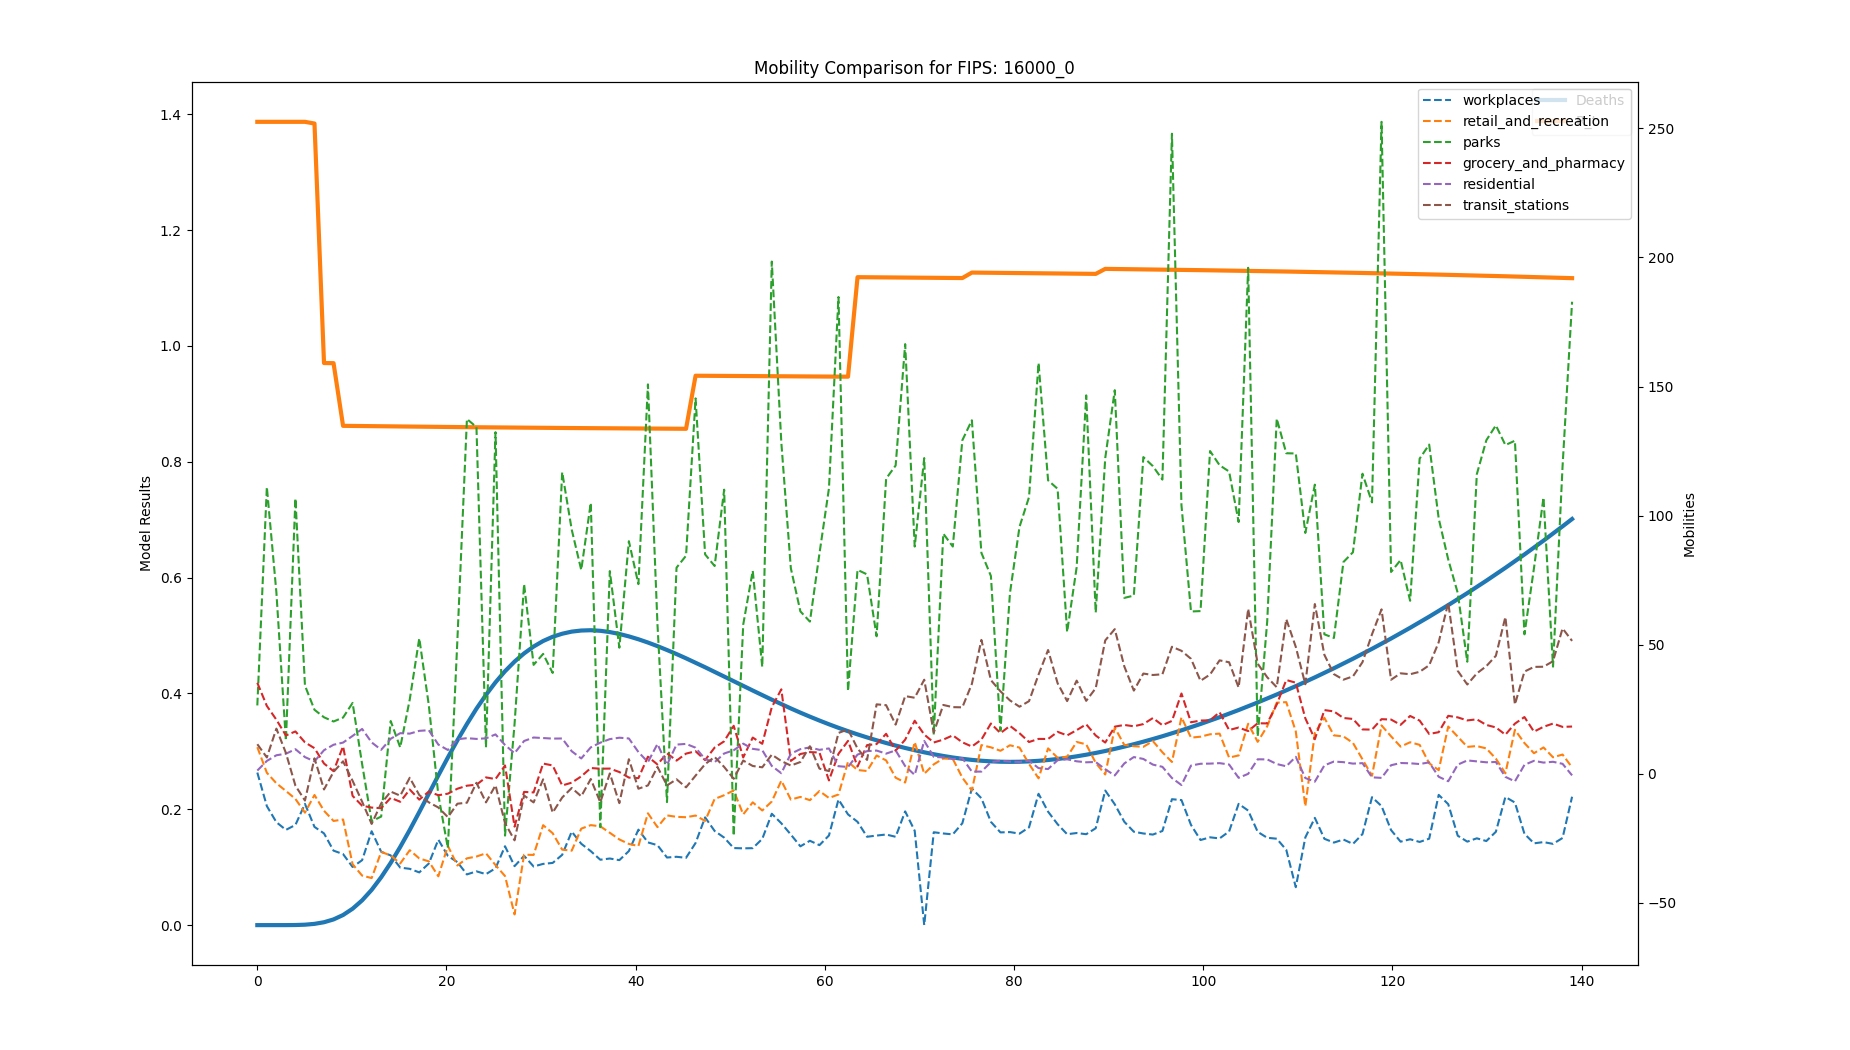 Mobility Comparison for FIPS: 16000_0
1.4
1.2
1.0
0.8
0.6
0.4
0.2
0.0
Model Results
0
20
40
60
80
100
120
140
250
200
150
100
50
0
−50
Mobilities
Deaths
workplaces
retail_and_recreation
parks
grocery_and_pharmacy
residential
transit_stations